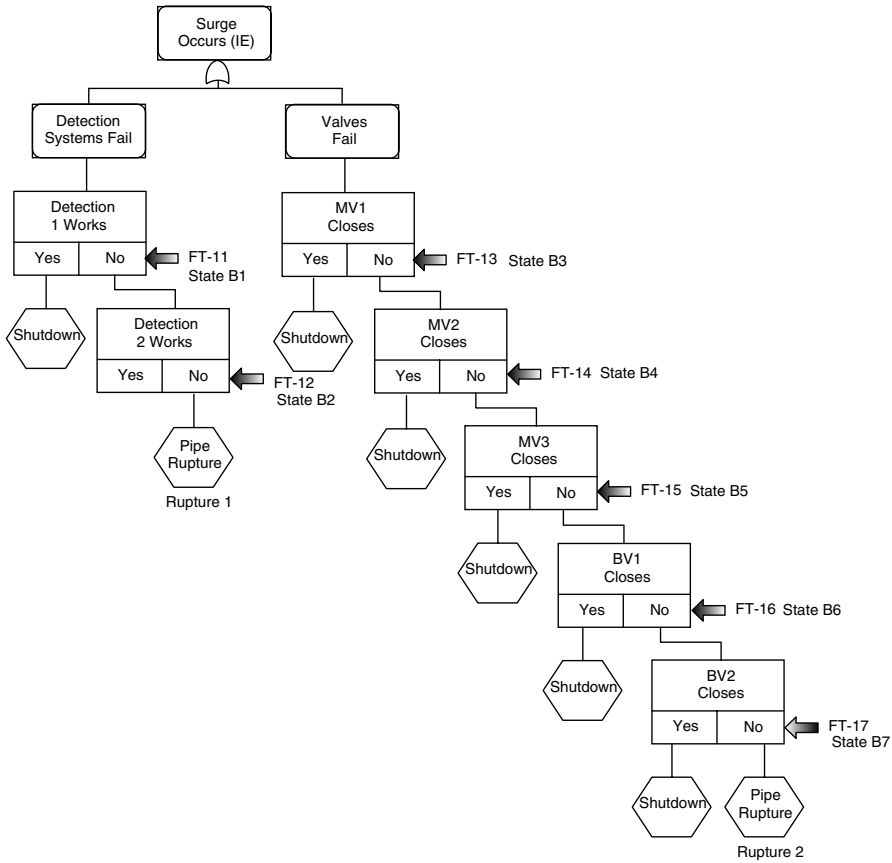 Surge
Occurs (IE)
Detection
Systems Fail
Valves
Fail
Detection
1 Works
Yes
No
FT-11
State B1
MV1
Closes
Yes
No
FT-13 State B3
Shutdown
Detection
2 Works
Yes
No
FT-12
State B2
Shutdown
MV2
Closes
Yes
No
FT-14 State B4
Pipe
Rupture
Rupture 1
Shutdown
MV3
Closes
Yes
No
FT-15 State B5
Shutdown
BV1
Closes
Yes
No
FT-16 State B6
Shutdown
BV2
Closes
Yes
No
FT-17
State B7
Shutdown
Pipe
Rupture
Rupture 2